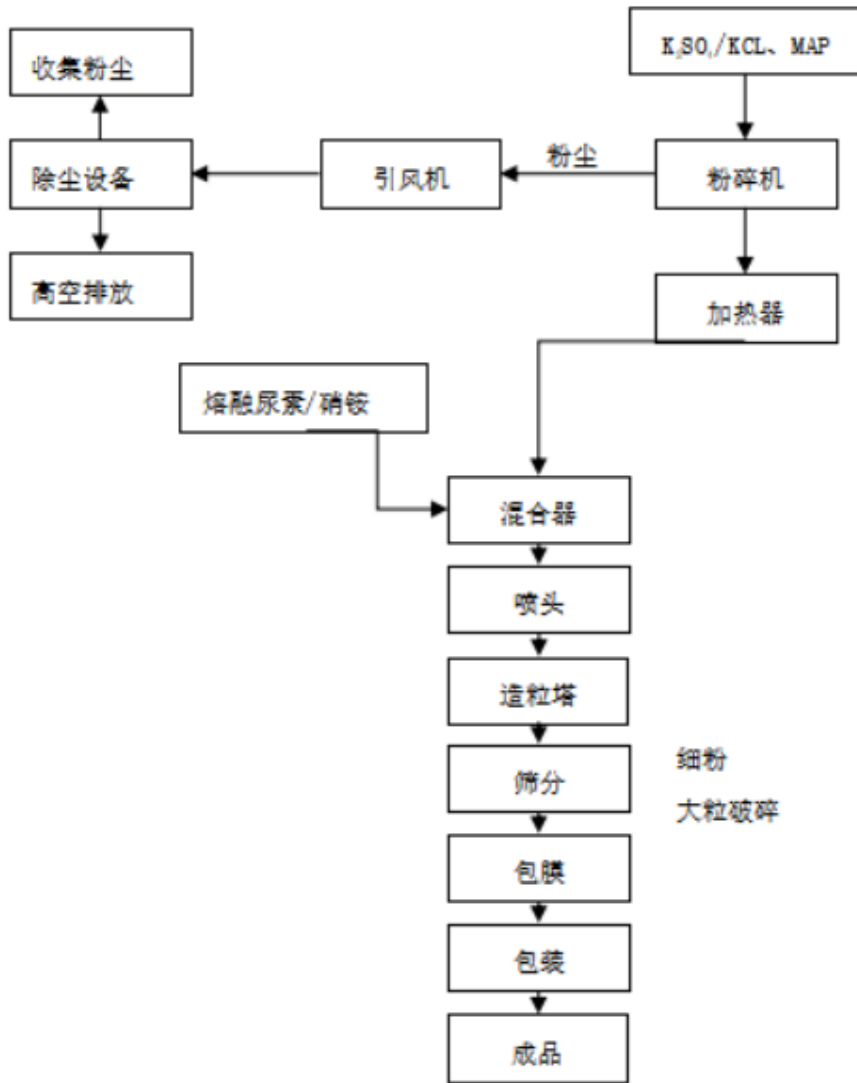 K₂SO₄/KCL、MAP
收集粉尘
除尘设备
引风机
粉尘
粉碎机
高空排放
加热器
熔融尿素/硝铵
混合器
喷头
造粒塔
筛分
细粉
大粒破碎
包膜
包装
成品